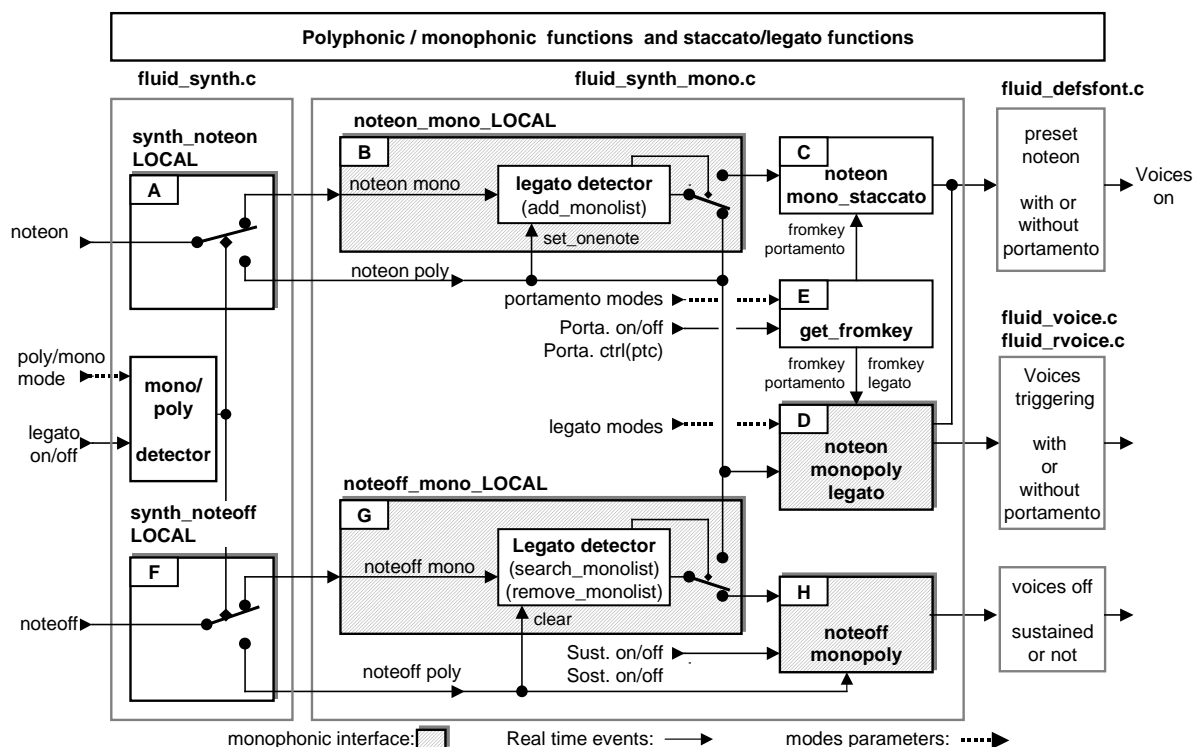 Polyphonic / monophonic functions and staccato/legato functions
fluid_synth.c
fluid_synth_mono.c
fluid_defsfont.c
synth_noteon
LOCAL
A
noteon
noteon_mono_LOCAL
B
noteon mono
legato detector
(add_monolist)
set_onenote
noteon poly
C
noteon
mono_staccato
preset
noteon
with or
without
portamento
Voices
on
fromkey
portamento
portamento modes
Porta. on/off
Porta. ctrl(ptc)
E
get_fromkey
fromkey
portamento
fromkey
legato
fluid_voice.c
fluid_rvoice.c
Voices
triggering
with
or
without
portamento
poly/mono
mode
legato
on/off
mono/
poly
detector
legato modes
D
noteon
monopoly
legato
synth_noteoff
LOCAL
F
noteoff
noteoff_mono_LOCAL
G
noteoff mono
Legato detector
(search_monolist)
(remove_monolist)
clear
noteoff poly
Sust. on/off
Sost. on/off
H
noteoff
monopoly
voices off
sustained
or not
monophonic interface:
Real time events:
modes parameters: